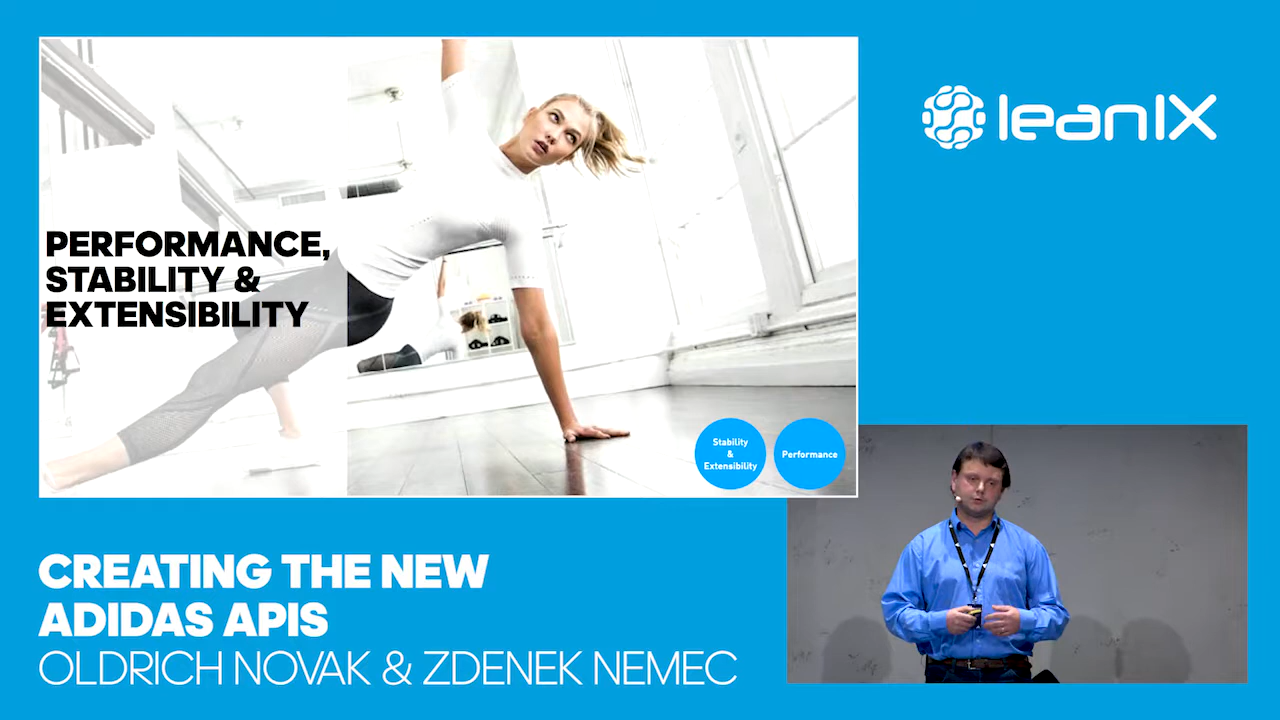 leanIX
PERFORMANCE,
STABILITY &
EXTENSIBILITY
Stability
&
Extensibility
Performance
CREATING THE NEW
ADIDAS APIS
OLDRICH NOVAK & ZDENEK NEMEC